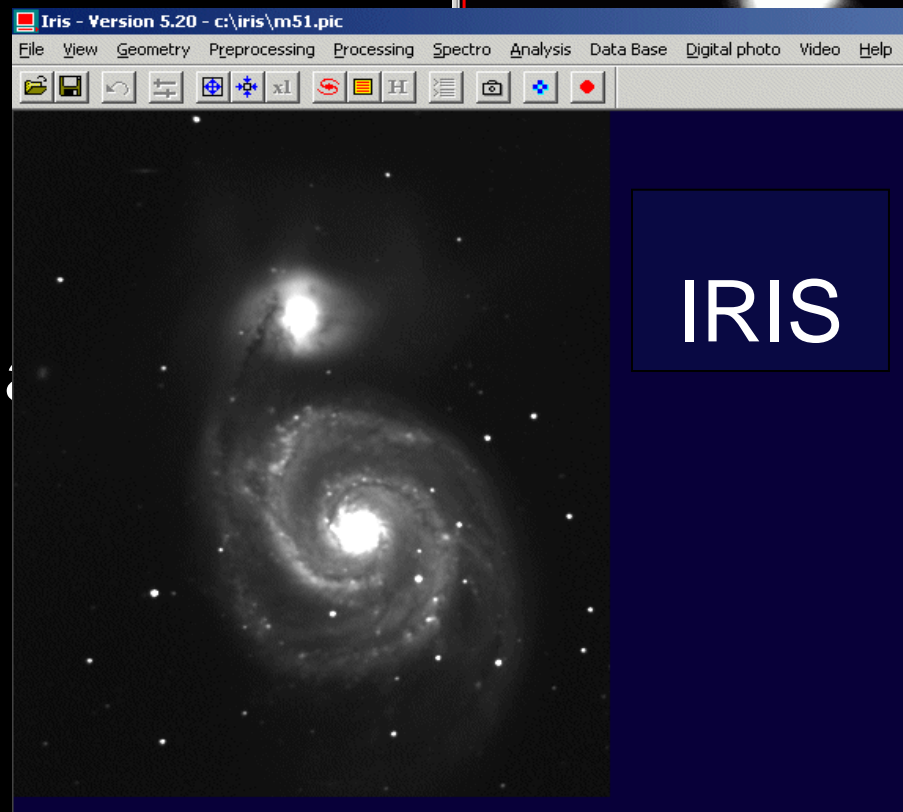 Iris - Version 5.20 - c:\iris\m51.pic
File View Geometry Preprocessing Processing Spectro Analysis Data Base Digital photo Video Help
x1 H
IRIS